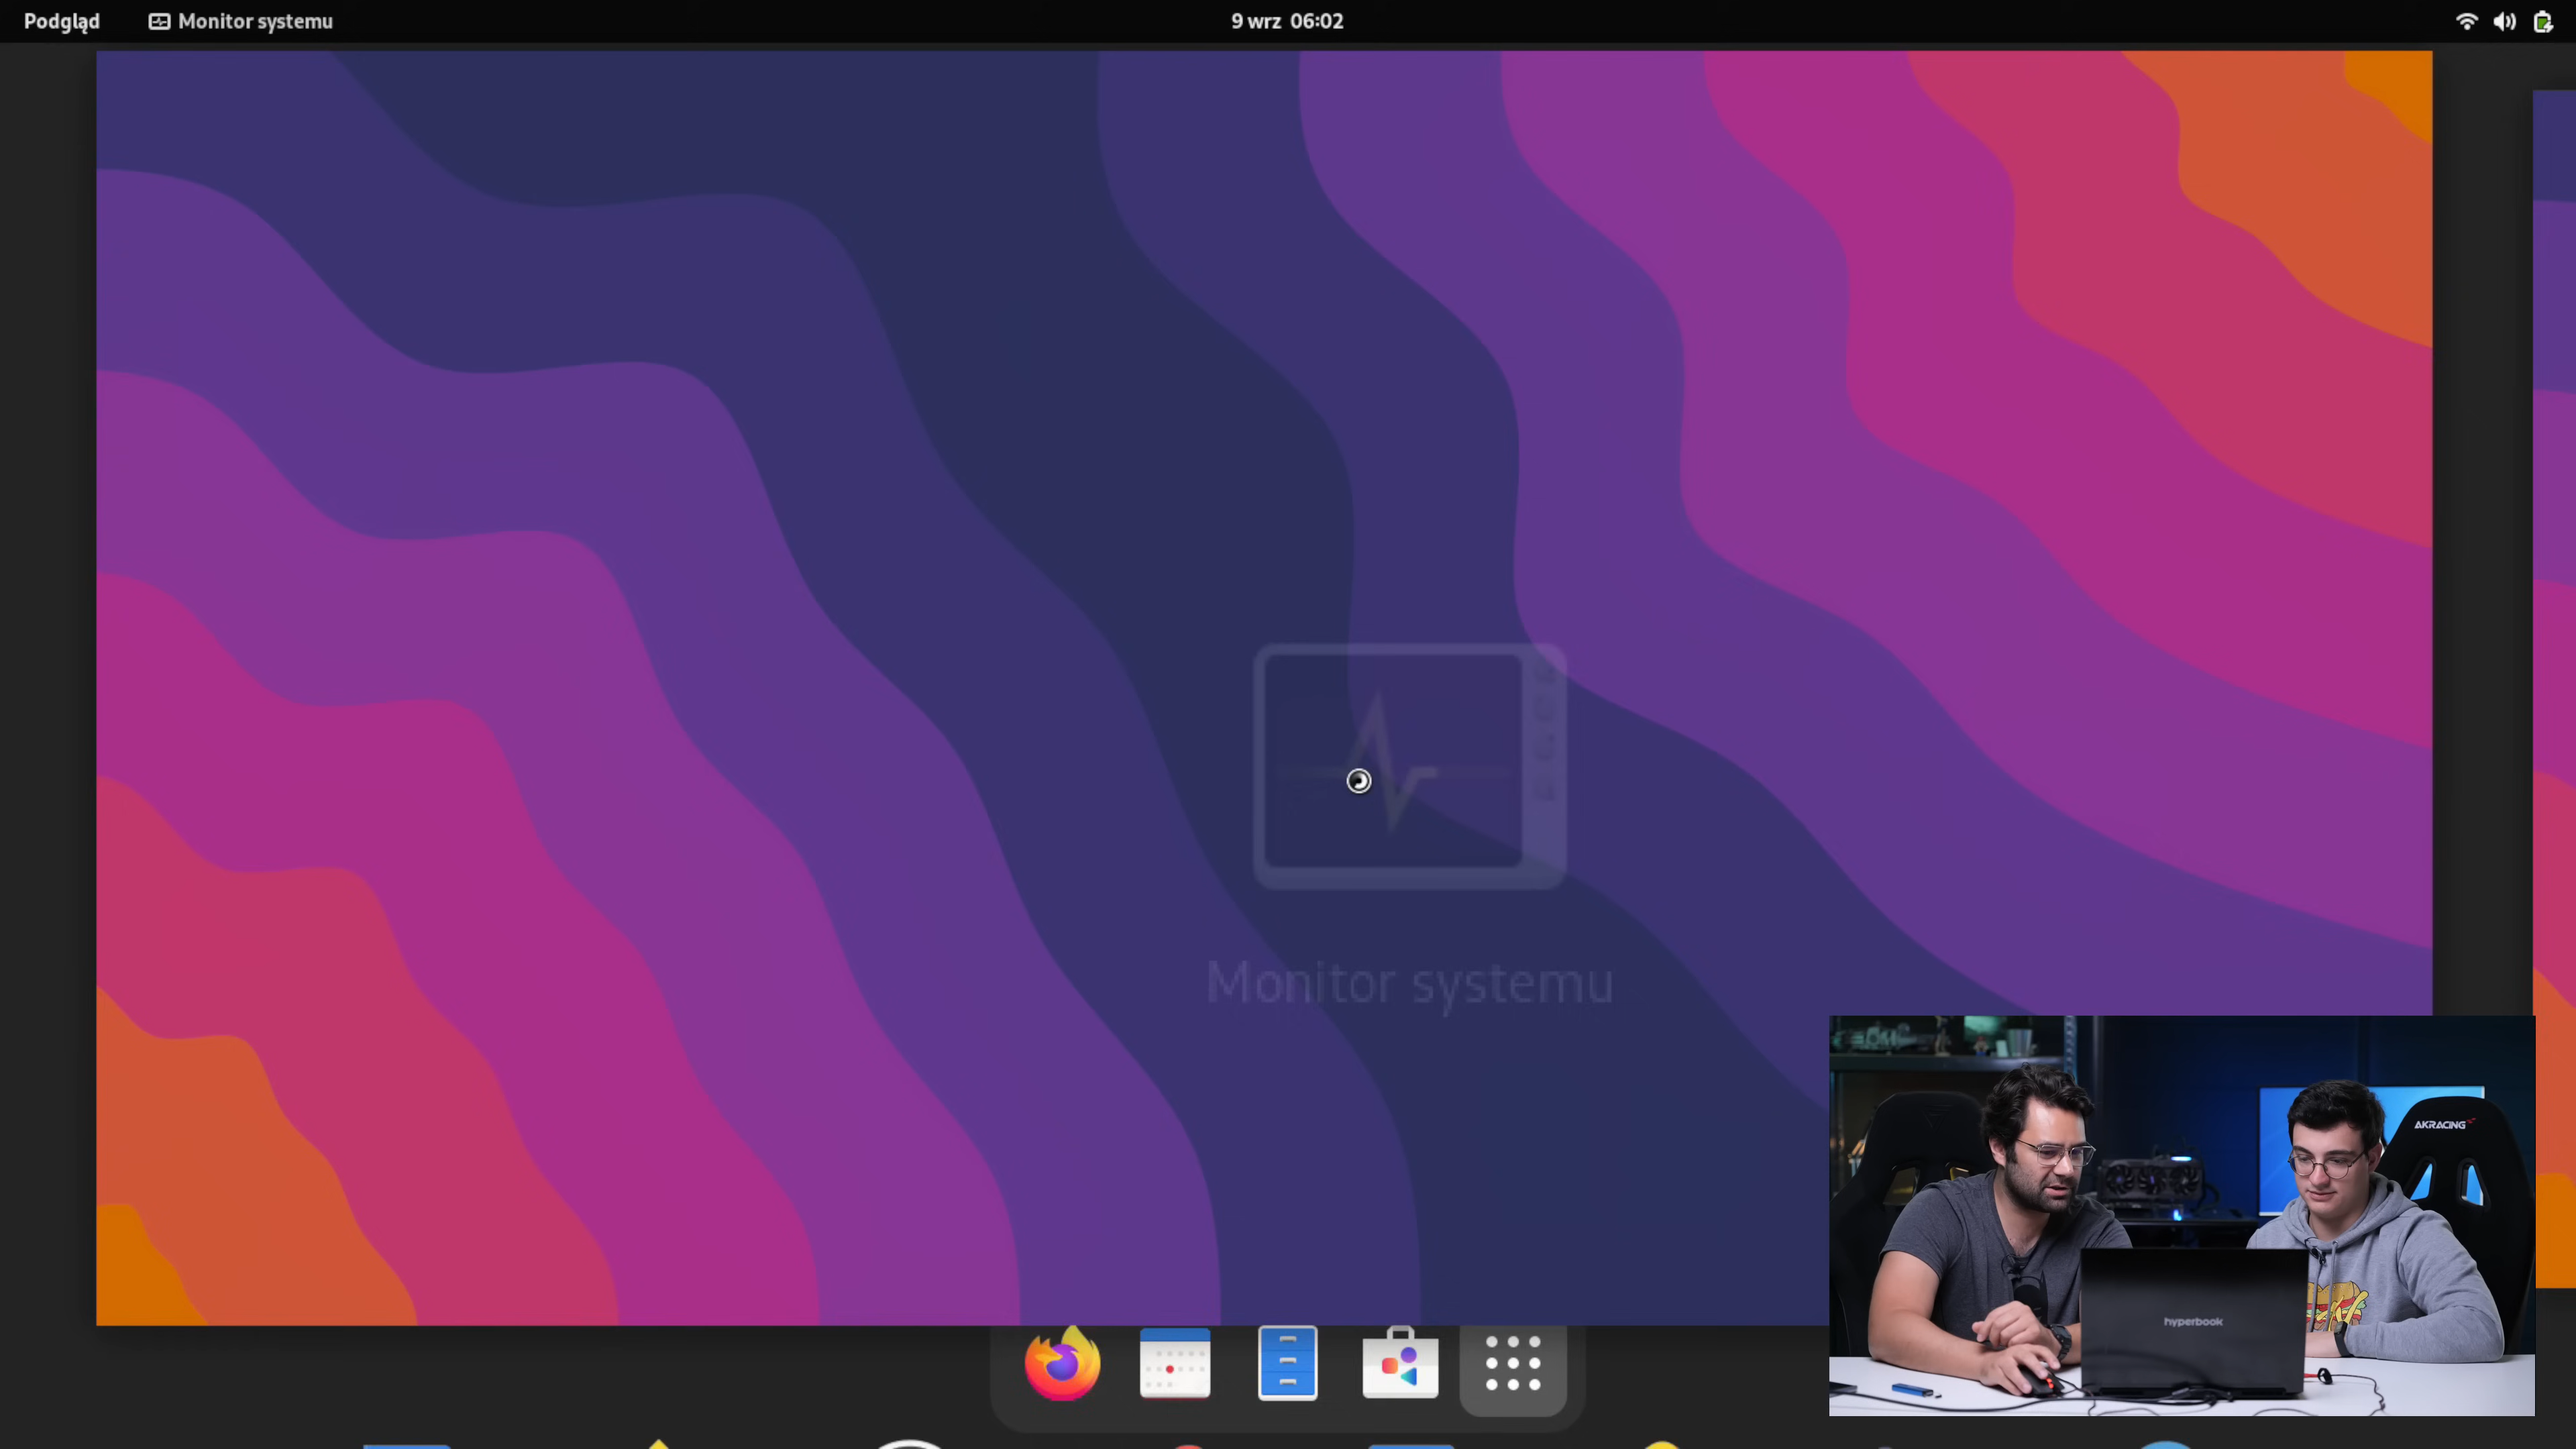 Podgląd
Monitor systemu
9 wrz 06:02
Monitor systemu
AKRACING
hyperbook